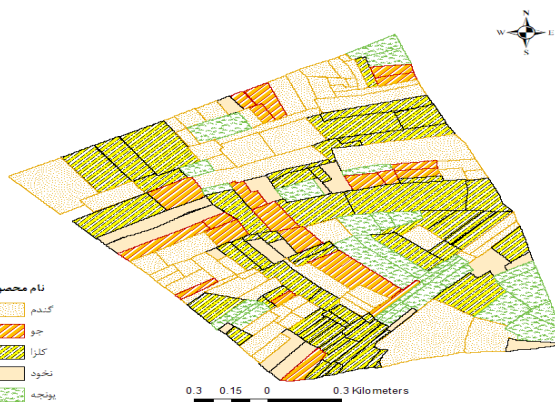 N
W E
S
نام محصو
گندم
جو
کلزا
نخود
یونجه
0.3 0.15 0 0.3 Kilometers